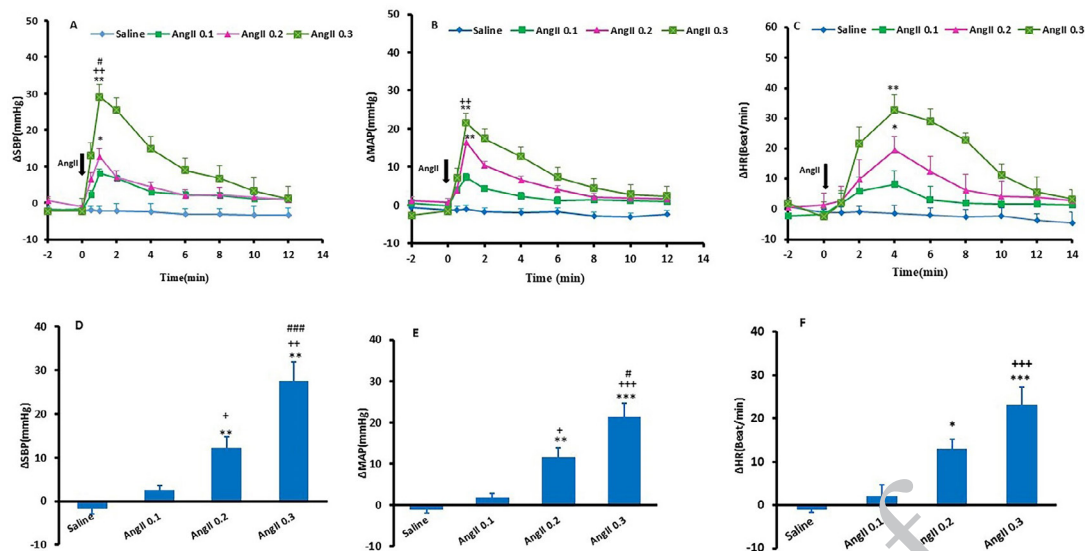 A
Saline AngII 0.1 AngII 0.2 AngII 0.3
50
40
30
20
10
0
-10
ΔSBP(mmHg)
#
++
**
*
AngII
-2 0 2 4 6 8 10 12 14
Time(min)
B
Saline AngII 0.1 AngII 0.2 AngII 0.3
50
40
30
20
10
0
-10
ΔMAP(mmHg)
++
**
**
AngII
-2 0 2 4 6 8 10 12 14
Time (min)
C
Saline AngII 0.1 AngII 0.2 AngII 0.3
60
50
40
30
20
10
0
-10
ΔHR(Beat/min)
**
*
AngII
-2 0 2 4 6 8 10 12 14
Time(min)
D
40
30
20
10
0
-10
ΔSBP(mmHg)
###
++
**
+
**
Saline AngII 0.1 AngII 0.2 AngII 0.3
E
40
30
20
10
0
-10
ΔMAP(mmHg)
#
+++
***
+
**
Saline AngII 0.1 AngII 0.2 AngII 0.3
F
40
30
20
10
0
-10
ΔHR(Beat/min)
+++
***
*
Saline AngII 0.1 AngII 0.2 AngII 0.3
f